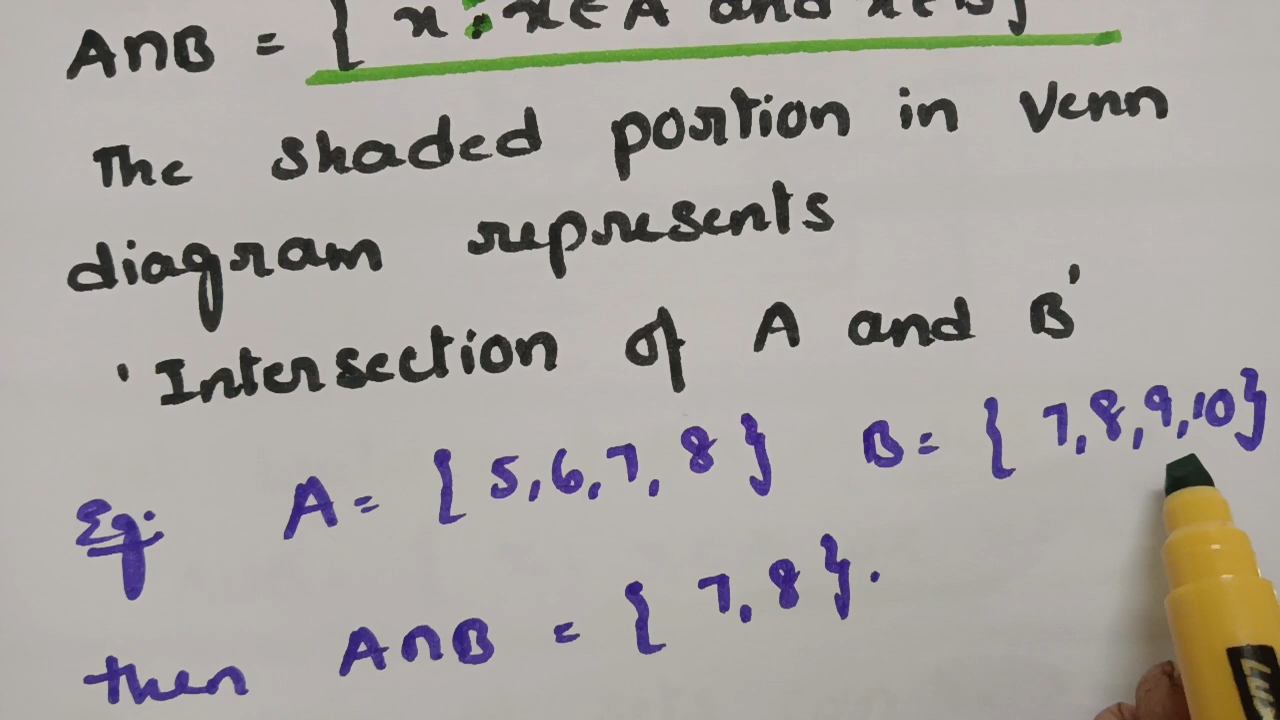 A∩B = { x : x ∈ A and x ∈ B}
The shaded portion in Venn
diagram represents
'Intersection of A and B'
Eg: A = {5,6,7,8} B = {7,8,9,10}
then A∩B = {7,8}.